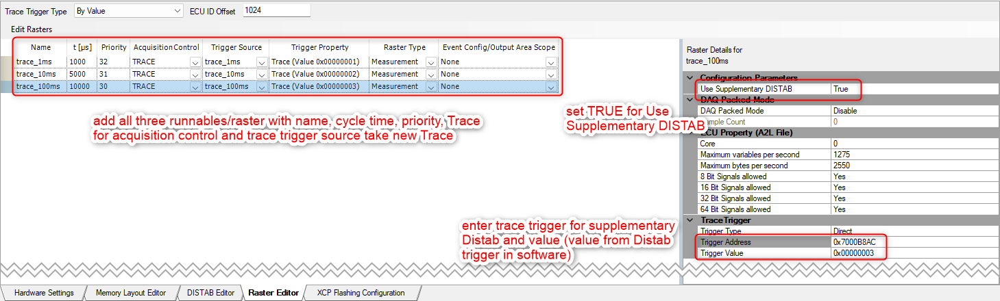 Trace Trigger Type By Value ECU ID Offset 1024
Edit Rasters
Name t [µs] Priority Acquisition Control Trigger Source Trigger Property Raster Type Event Config/Output Area Scope
trace_1ms 1000 32 TRACE trace_1ms Trace (Value 0x00000001) Measurement None
trace_10ms 5000 31 TRACE trace_10ms Trace (Value 0x00000002) Measurement None
trace_100ms 10000 30 TRACE trace_100ms Trace (Value 0x00000003) Measurement None
add all three runnables/raster with name, cycle time, priority, Trace
for acquisition control and trace trigger source take new Trace
set TRUE for Use
Supplementary DISTAB
enter trace trigger for supplementary
Distab and value (value from Distab
trigger in software)
Raster Details for
trace_100ms
Configuration Parameters
Use Supplementary DISTAB True
DAQ Packed Mode
DAQ Packed Mode Disable
Count 0
ECU Property (A2L File)
Core 0
Maximum variables per second 1275
Maximum bytes per second 2550
8 Bit Signals allowed Yes
16 Bit Signals allowed Yes
32 Bit Signals allowed Yes
64 Bit Signals allowed Yes
Trace Trigger
Trigger Type Direct
Trigger Address 0x7000B8AC
Trigger Value 0x00000003
Hardware Settings Memory Layout Editor DISTAB Editor Raster Editor XCP Flashing Configuration